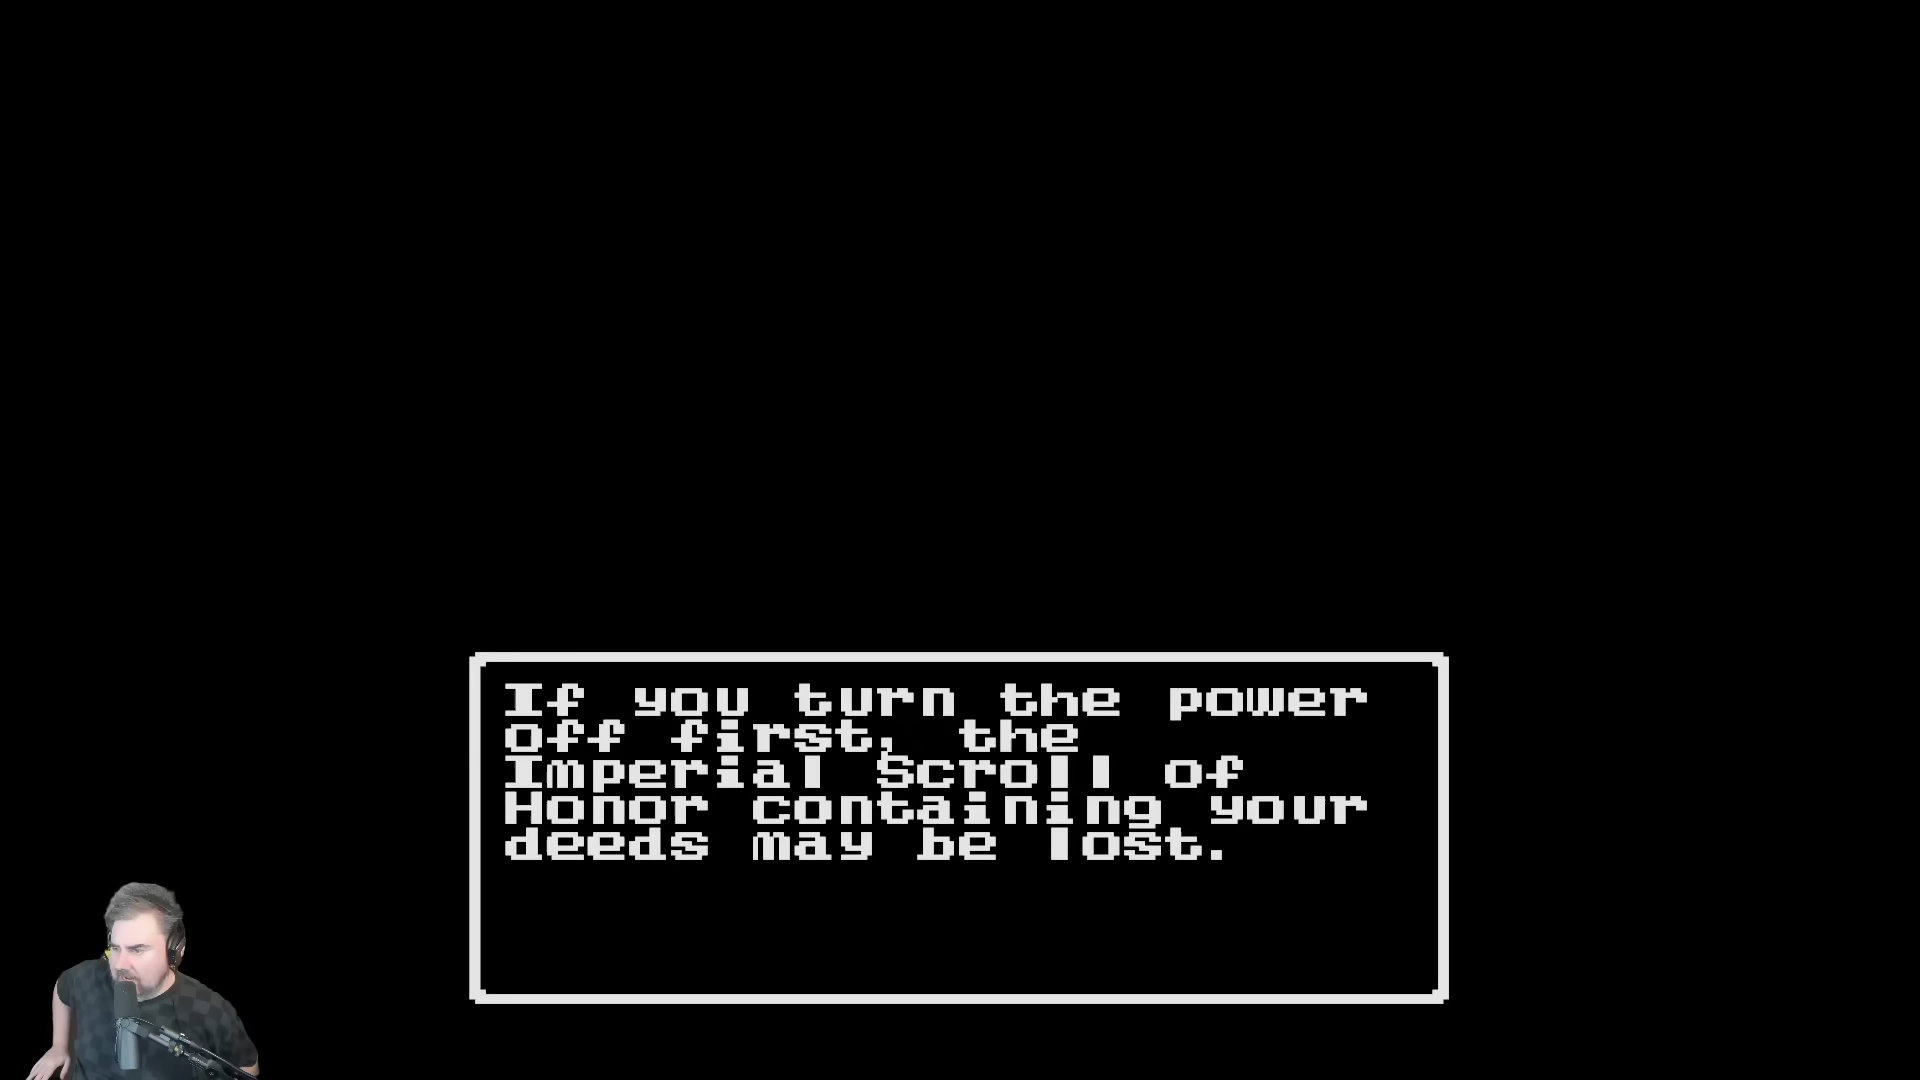 If you turn the power
off first, the
Imperial Scroll of
Honor containing your
deeds may be lost.